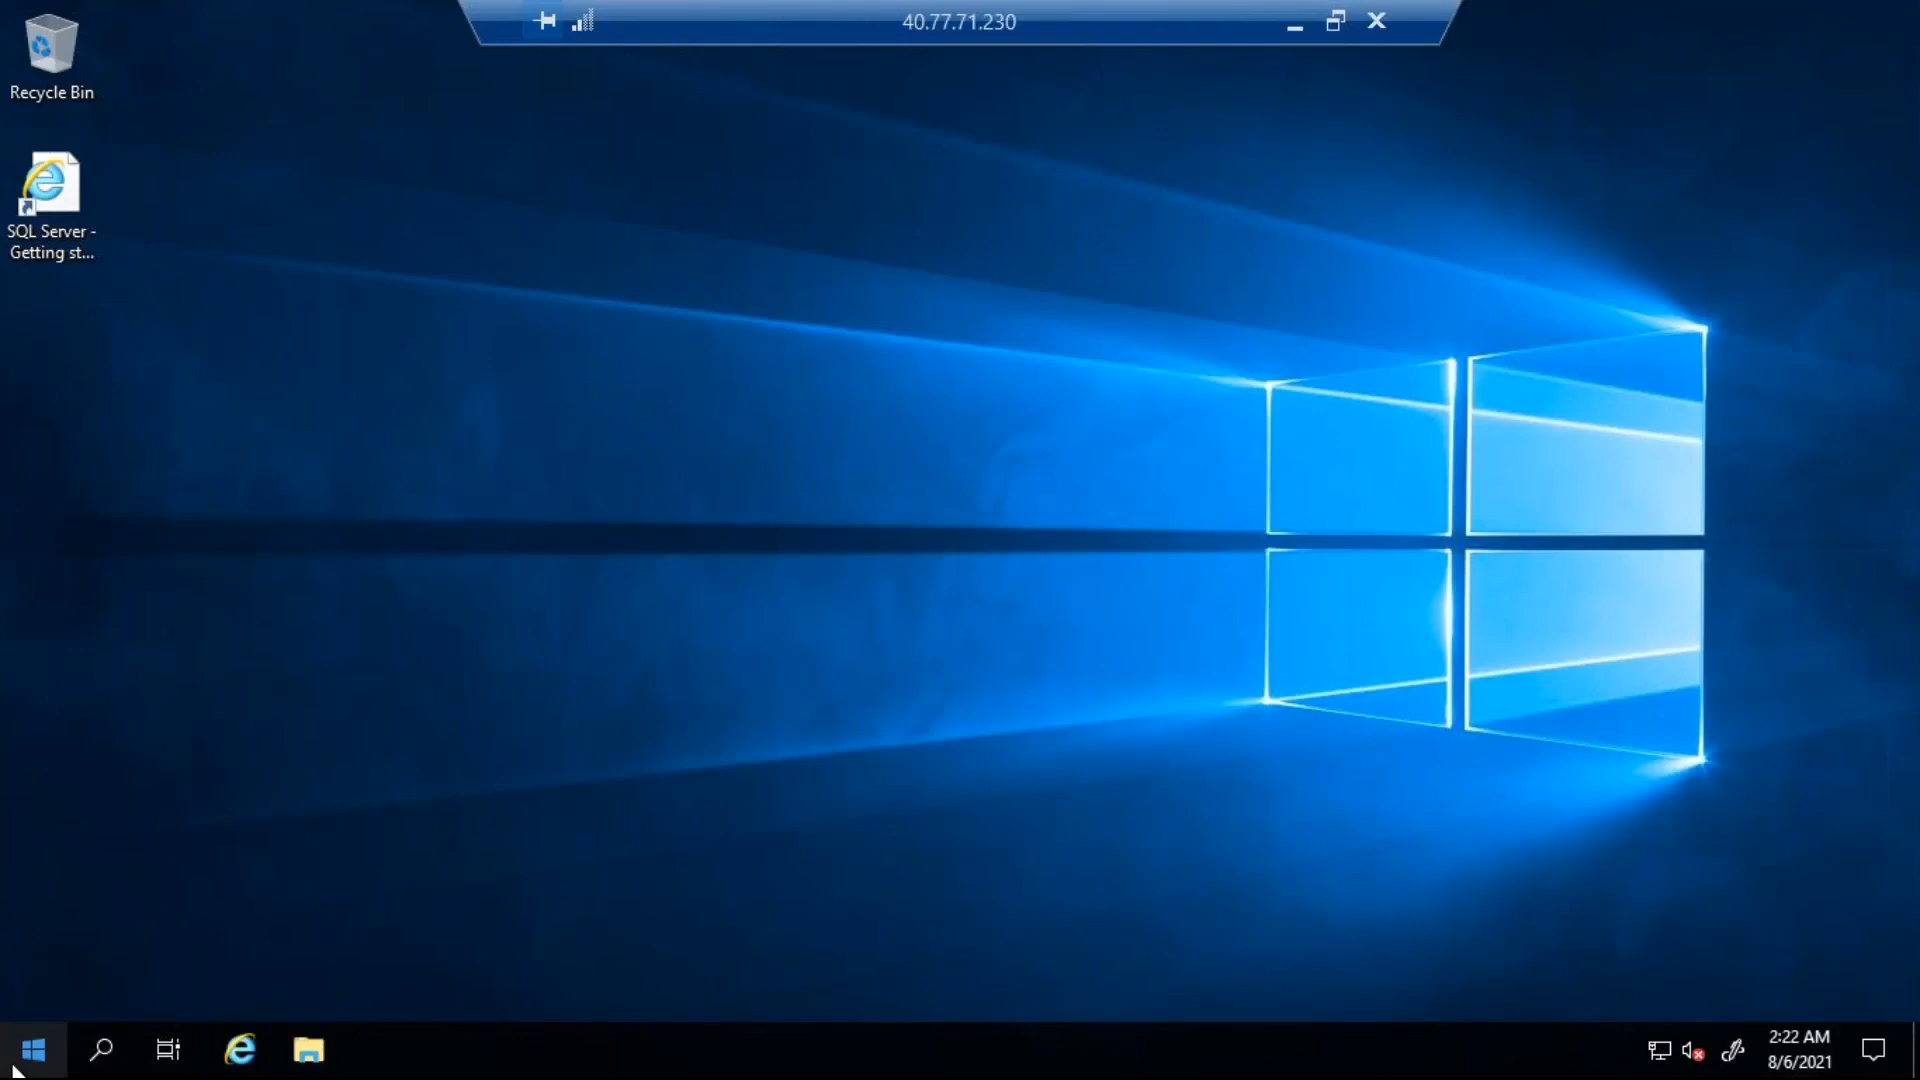 40.77.71.230
Recycle Bin
SQL Server -
Getting st...
2:22 AM
8/6/2021